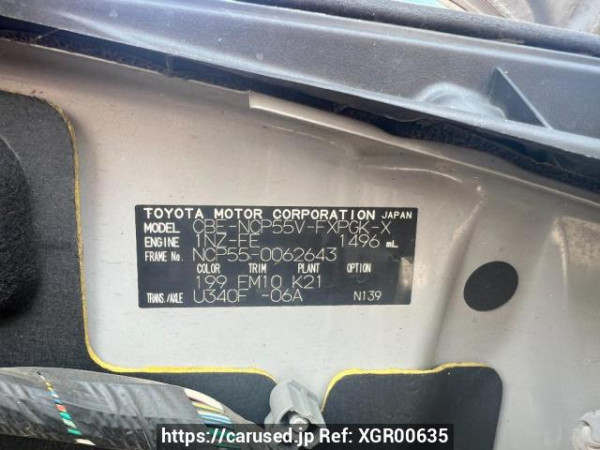 TOYOTA MOTOR CORPORATION JAPAN
MODEL CBE-NCP55V-FXPGK-X
ENGINE 1NZ-FE 1496 mL
FRAME No. NCP55-0062643
COLOR TRIM PLANT OPTION
199 FM10 K21
TRANS./AXLE U340F -06A N139
https://carused.jp Ref: XGR00635